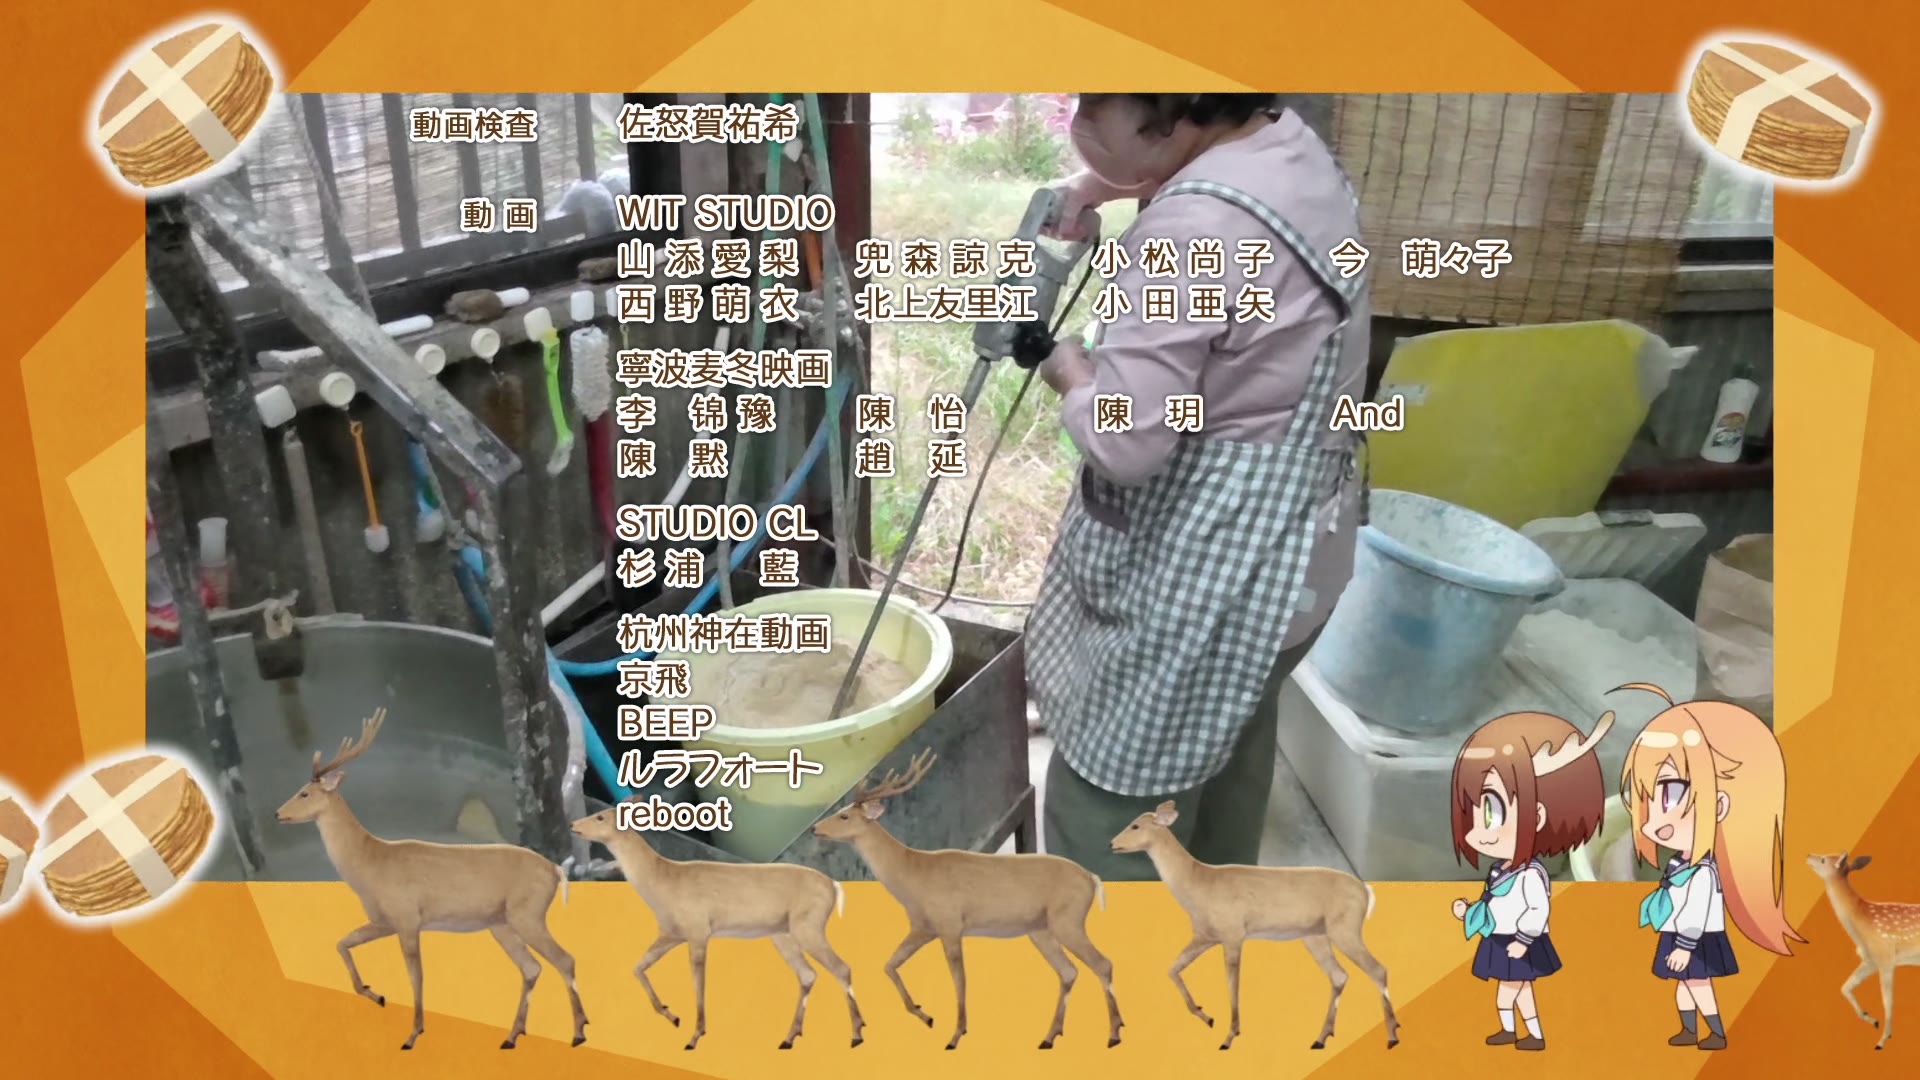 動画検査 佐怒賀祐希
動画 WIT STUDIO
山添愛梨 兜森諒克 小松尚子 今 萌々子
西野萌衣 北上友里江 小田亜矢
寧波麦冬映画
李 锦豫 陳 怡 陳 玥 And
陳 黙 趙 延
STUDIO CL
杉浦 藍
杭州神在動画
京飛
BEEP
ルラフォート
reboot